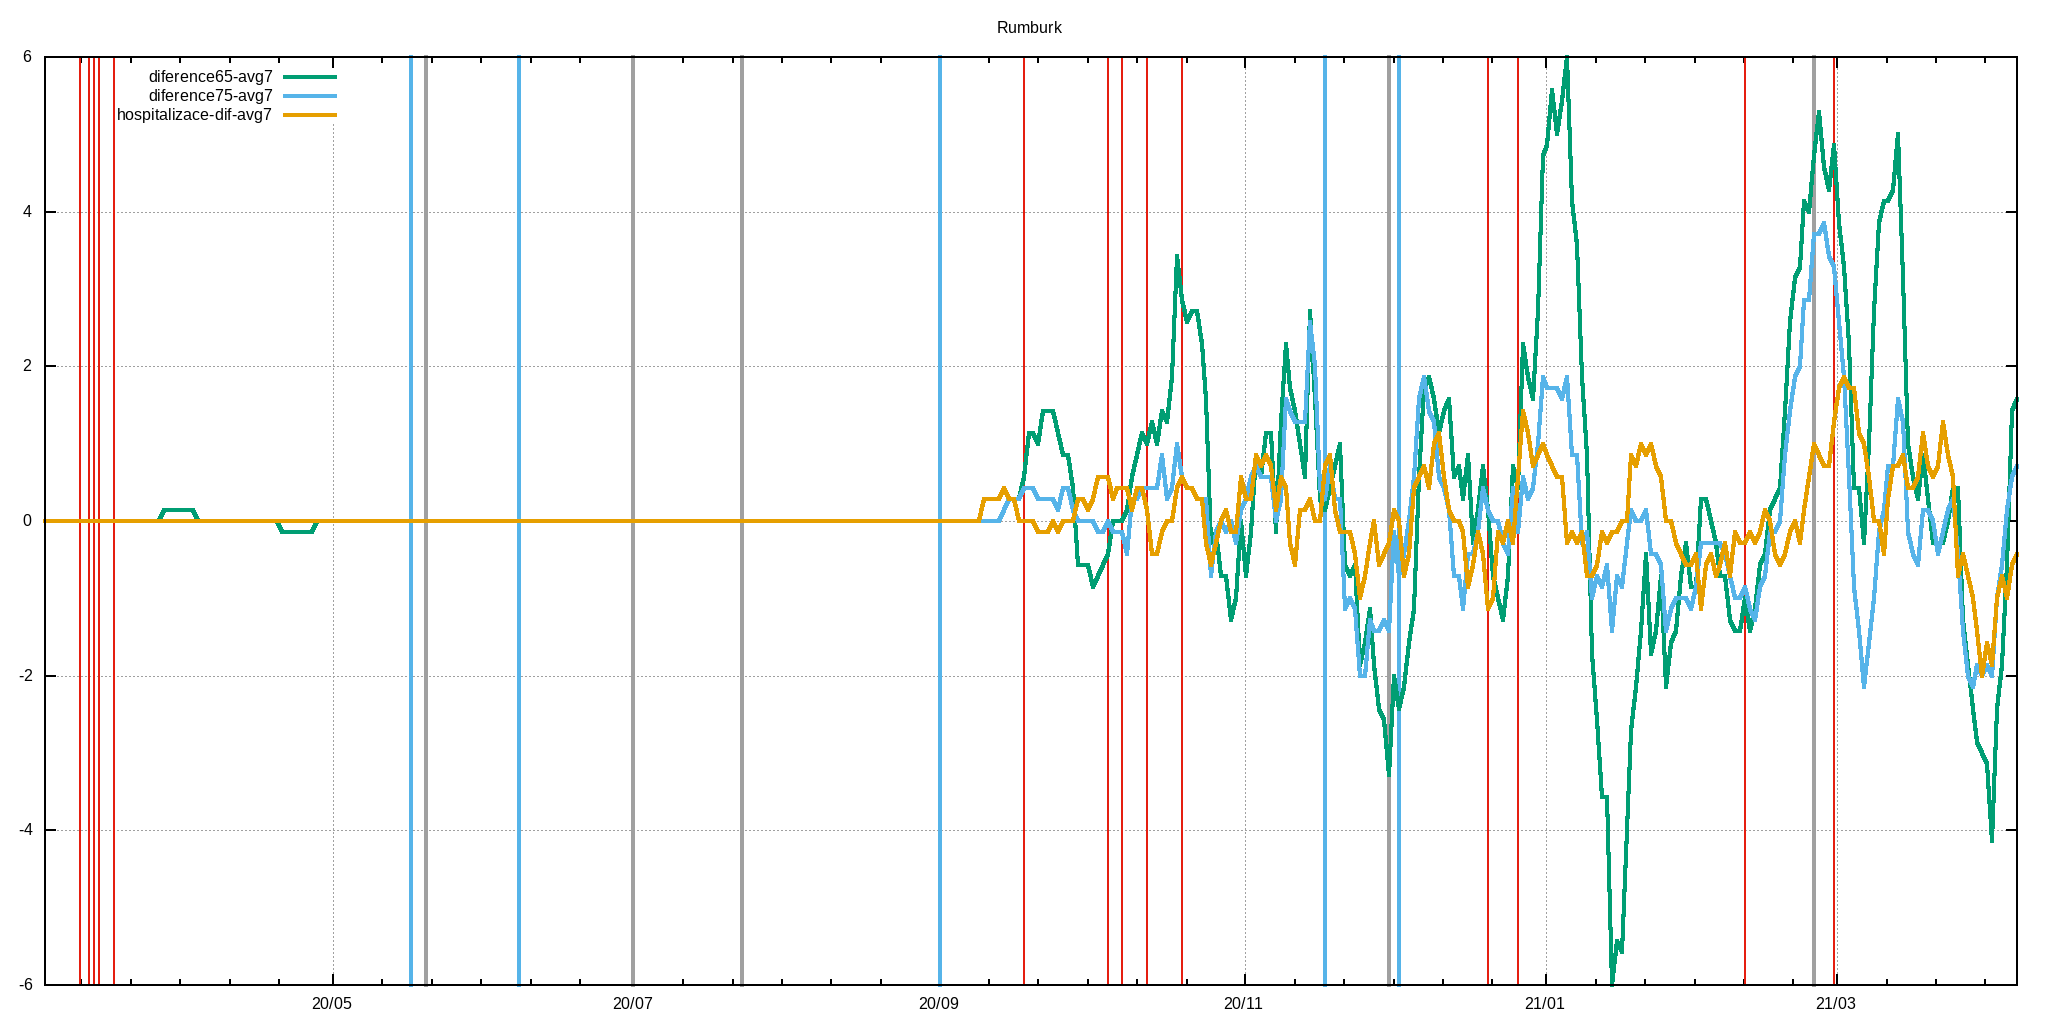 Rumburk
6
diference65-avg7
diference75-avg7
hospitalizace-dif-avg7
4
2
0
-2
-4
-6
20/05 20/07 20/09 20/11 21/01 21/03